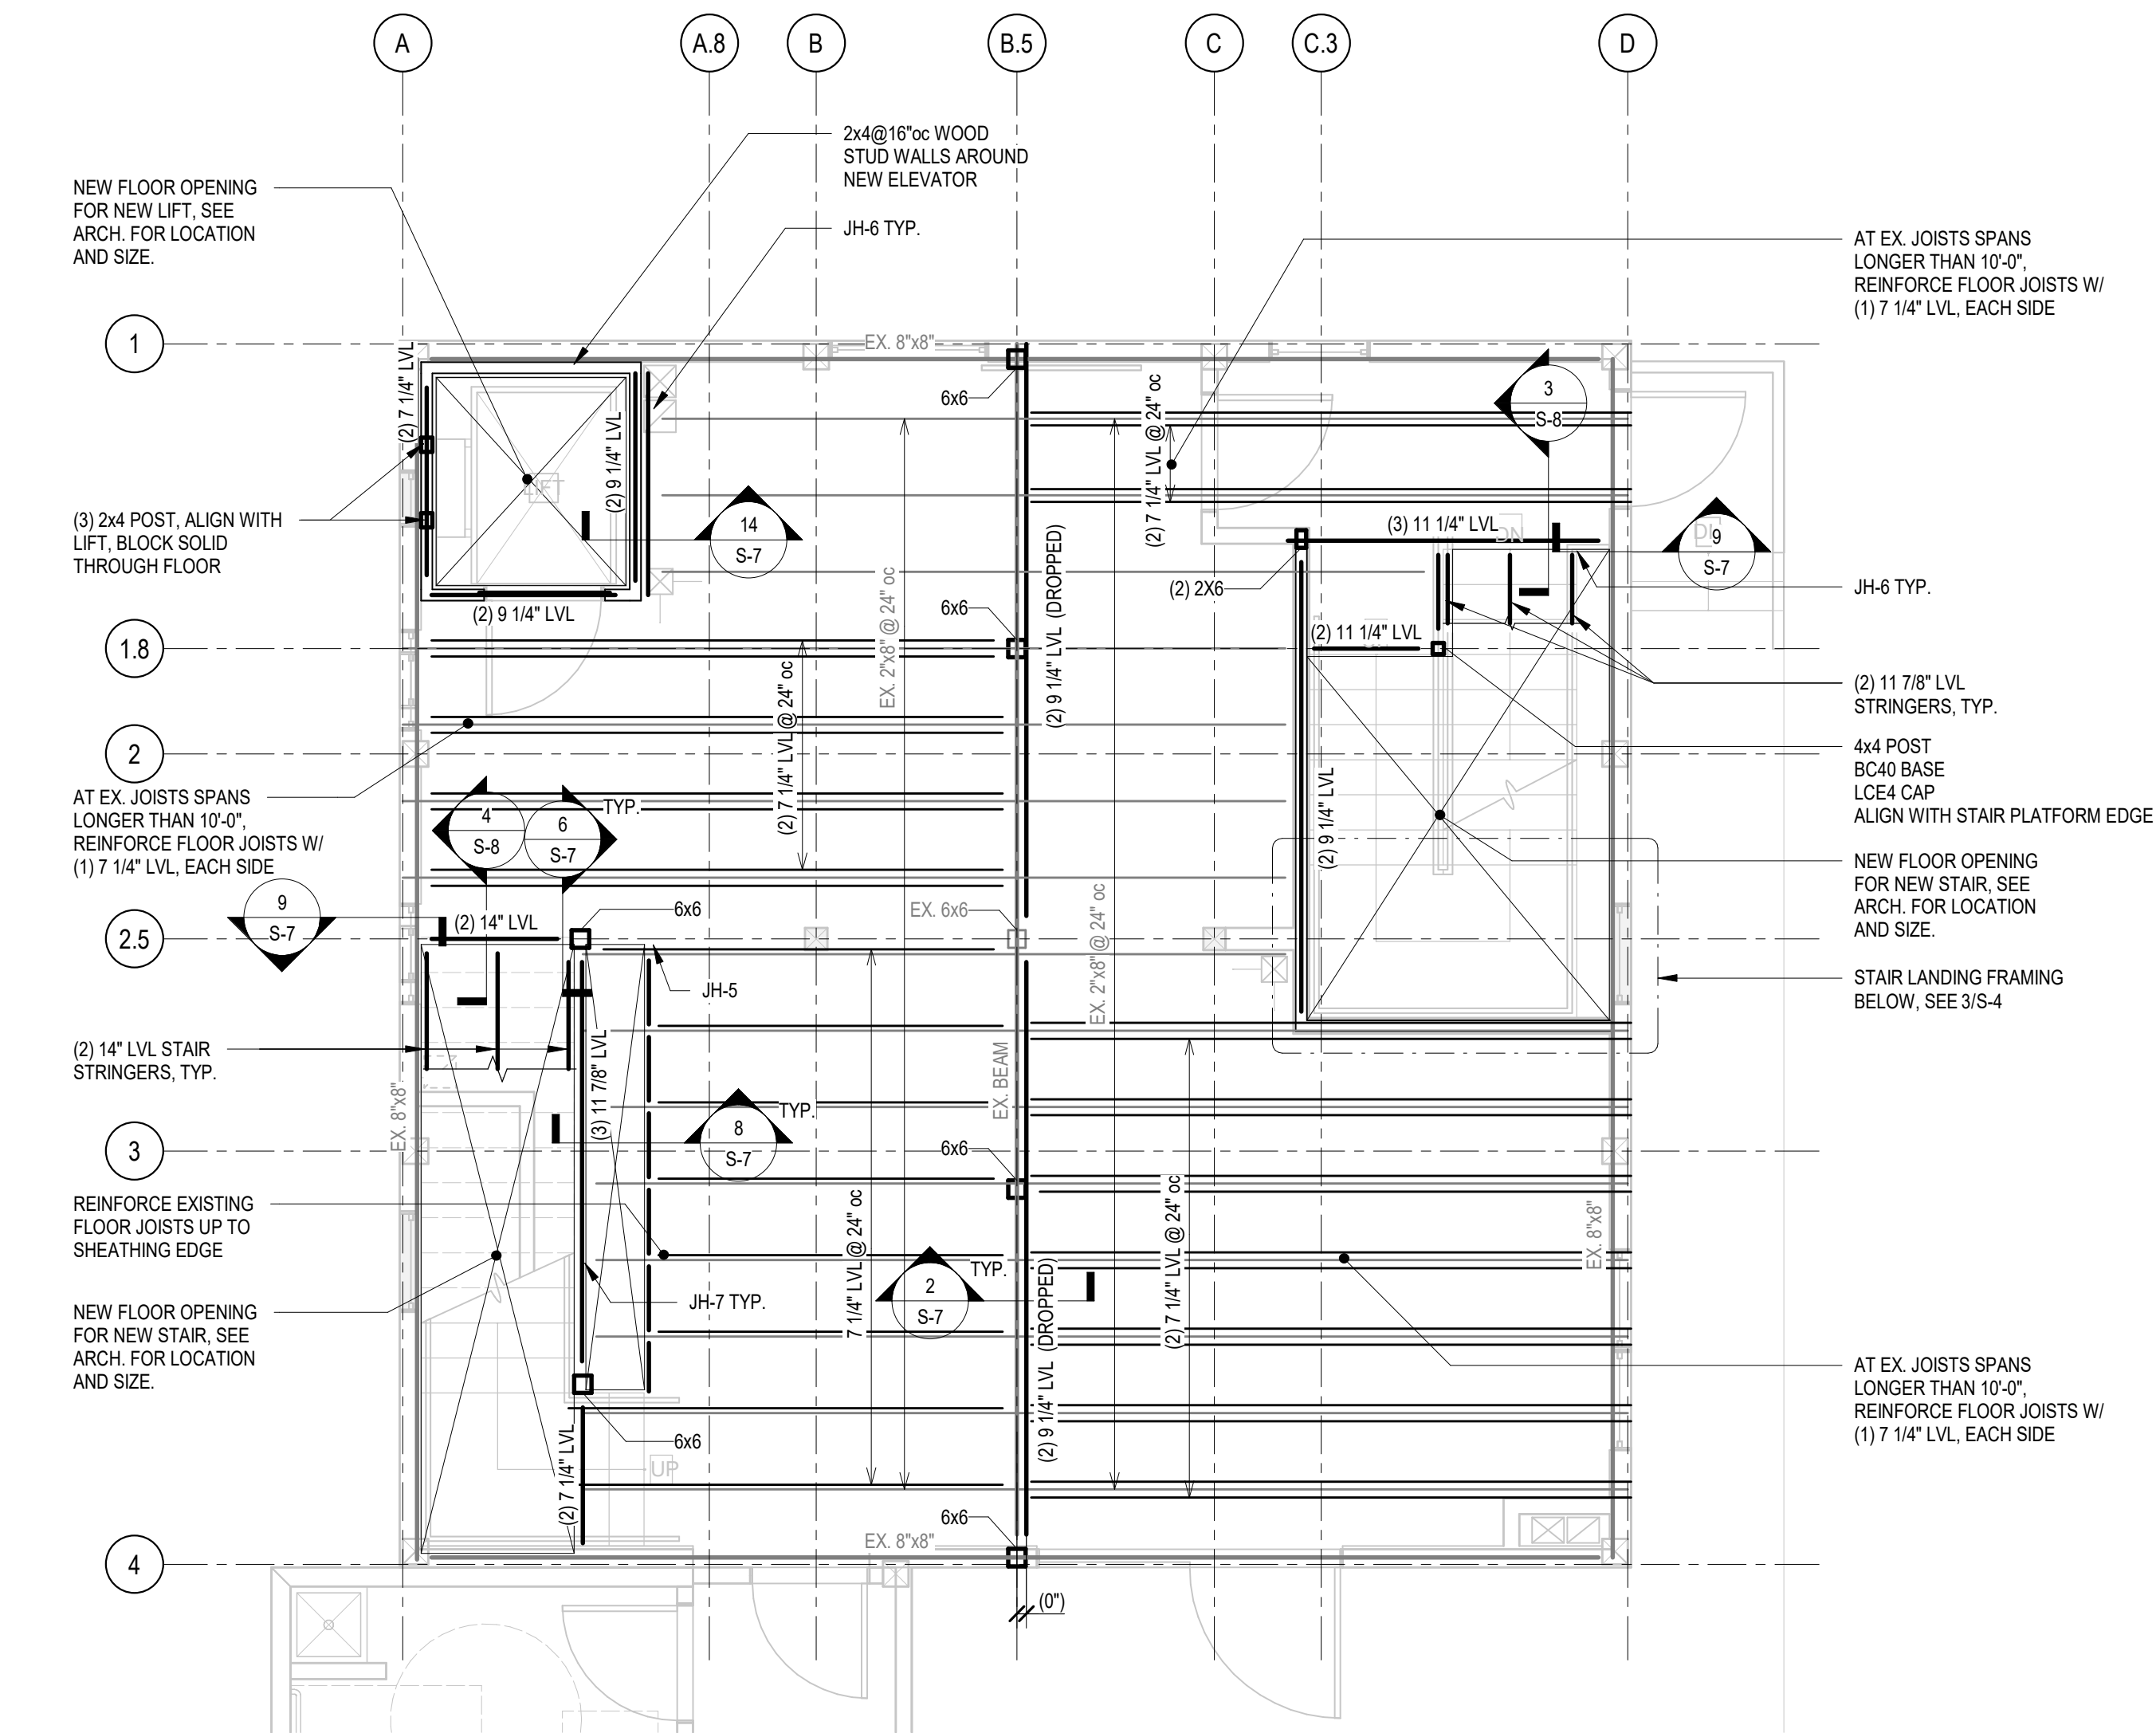 A
A.8
B
B.5
C
C.3
D
2x4@16"oc WOOD
STUD WALLS AROUND
NEW ELEVATOR
JH-6 TYP.
NEW FLOOR OPENING
FOR NEW LIFT, SEE
ARCH. FOR LOCATION
AND SIZE.
AT EX. JOISTS SPANS
LONGER THAN 10'-0",
REINFORCE FLOOR JOISTS W/
(1) 7 1/4" LVL, EACH SIDE
1
EX. 8"x8"
(2) 7 1/4" LVL
(2) 9 1/4" LVL
LIFT
6x6
(2) 7 1/4" LVL @ 24" oc
3
S-8
(3) 2x4 POST, ALIGN WITH
LIFT, BLOCK SOLID
THROUGH FLOOR
14
S-7
(3) 11 1/4" LVL
DN
DN
9
S-7
(2) 9 1/4" LVL
EX. 2"x8"@ 24" oc
6x6
(2) 9 1/4" LVL (DROPPED)
(2) 2X6
JH-6 TYP.
1.8
(2) 11 1/4" LVL
(2) 11 7/8" LVL
STRINGERS, TYP.
(2) 7 1/4" LVL @ 24" oc
2
4x4 POST
BC40 BASE
LCE4 CAP
ALIGN WITH STAIR PLATFORM EDGE
AT EX. JOISTS SPANS
LONGER THAN 10'-0",
REINFORCE FLOOR JOISTS W/
(1) 7 1/4" LVL, EACH SIDE
4
S-8
6
S-7
TYP.
(2) 9 1/4" LVL
NEW FLOOR OPENING
FOR NEW STAIR, SEE
ARCH. FOR LOCATION
AND SIZE.
9
S-7
(2) 14" LVL
6x6
EX. 6x6
EX. 2"x8"@ 24" oc
2.5
JH-5
STAIR LANDING FRAMING
BELOW, SEE 3/S-4
(2) 14" LVL STAIR
STRINGERS, TYP.
EX. 8"x8"
(3) 11 7/8" LVL
EX. BEAM
TYP.
8
S-7
3
6x6
REINFORCE EXISTING
FLOOR JOISTS UP TO
SHEATHING EDGE
7 1/4" LVL @ 24" oc
(2) 7 1/4" LVL @ 24" oc
EX. 8"x8"
JH-7 TYP.
TYP.
2
S-7
(2) 9 1/4" LVL (DROPPED)
NEW FLOOR OPENING
FOR NEW STAIR, SEE
ARCH. FOR LOCATION
AND SIZE.
AT EX. JOISTS SPANS
LONGER THAN 10'-0",
REINFORCE FLOOR JOISTS W/
(1) 7 1/4" LVL, EACH SIDE
6x6
UP
(2) 7 1/4" LVL
6x6
EX. 8"x8"
4
(0")